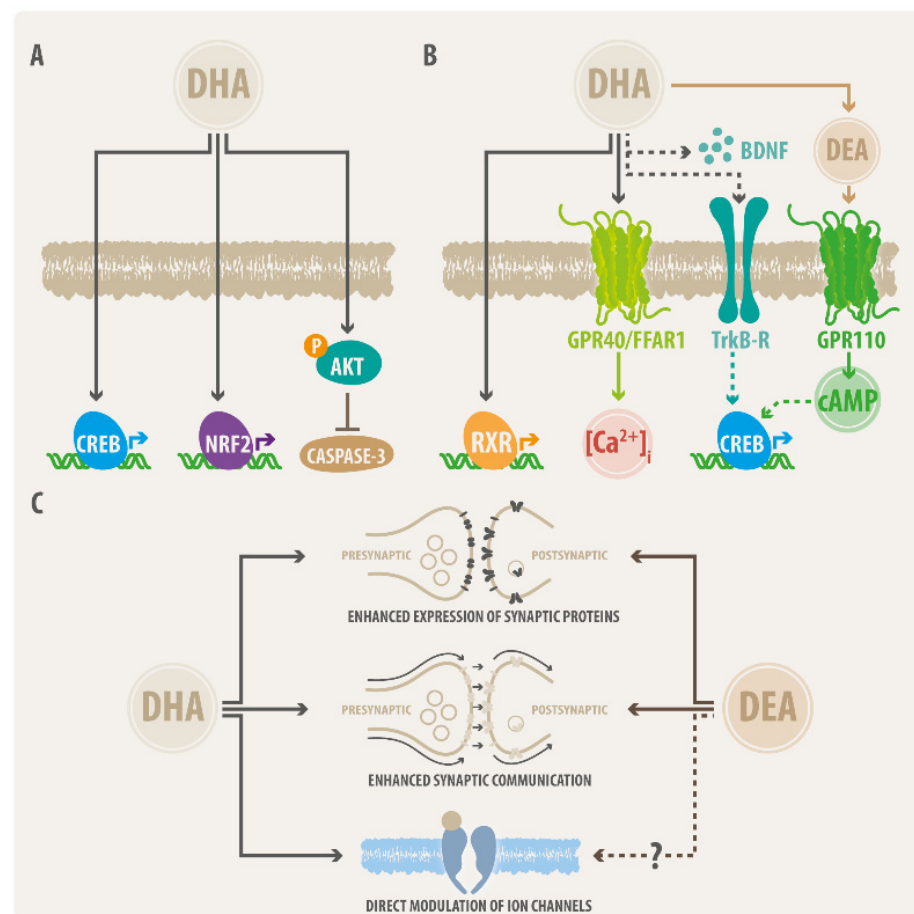 A
DHA
P
AKT
CREB
NRF2
CASPASE-3
B
DHA
BDNF
DEA
GPR40/FFAR1
TrkB-R
GPR110
cAMP
RXR
[Ca²⁺]i
CREB
C
PRESYNAPTIC
POSTSYNAPTIC
ENHANCED EXPRESSION OF SYNAPTIC PROTEINS
DHA
PRESYNAPTIC
POSTSYNAPTIC
DEA
ENHANCED SYNAPTIC COMMUNICATION
?
DIRECT MODULATION OF ION CHANNELS